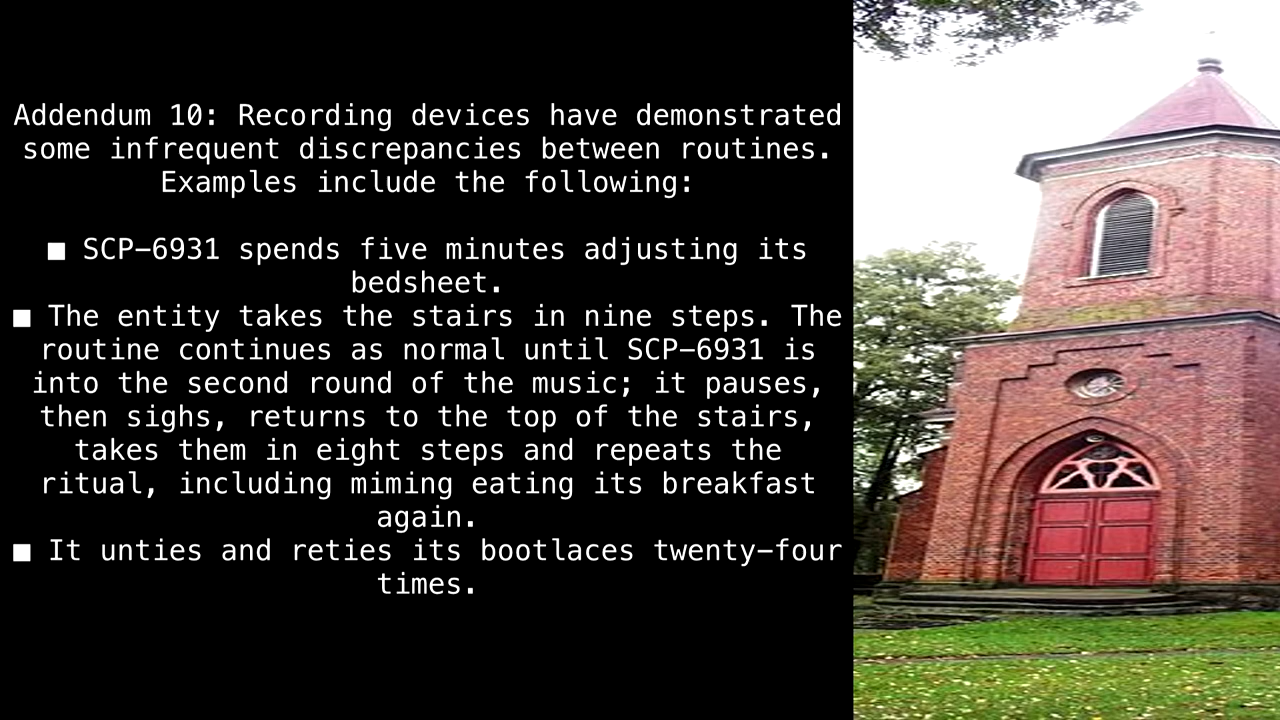 Addendum 10: Recording devices have demonstrated
some infrequent discrepancies between routines.
Examples include the following:
■ SCP-6931 spends five minutes adjusting its
bedsheet.
■ The entity takes the stairs in nine steps. The
routine continues as normal until SCP-6931 is
into the second round of the music; it pauses,
then sighs, returns to the top of the stairs,
takes them in eight steps and repeats the
ritual, including miming eating its breakfast
again.
■ It unties and reties its bootlaces twenty-four
times.